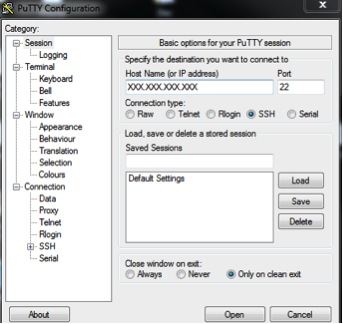 PuTTY Configuration
Category:
Session
Logging
Terminal
Keyboard
Bell
Features
Window
Appearance
Behaviour
Translation
Selection
Colours
Connection
Data
Proxy
Telnet
Rlogin
SSH
Serial
Basic options for your PuTTY session
Specify the destination you want to connect to
Host Name (or IP address) Port
XXX.XXX.XXX.XXX 22
Connection type:
Raw Telnet Rlogin SSH Serial
Load, save or delete a stored session
Saved Sessions
Default Settings
Load
Save
Delete
Close window on exit:
Always Never Only on clean exit
About Open Cancel